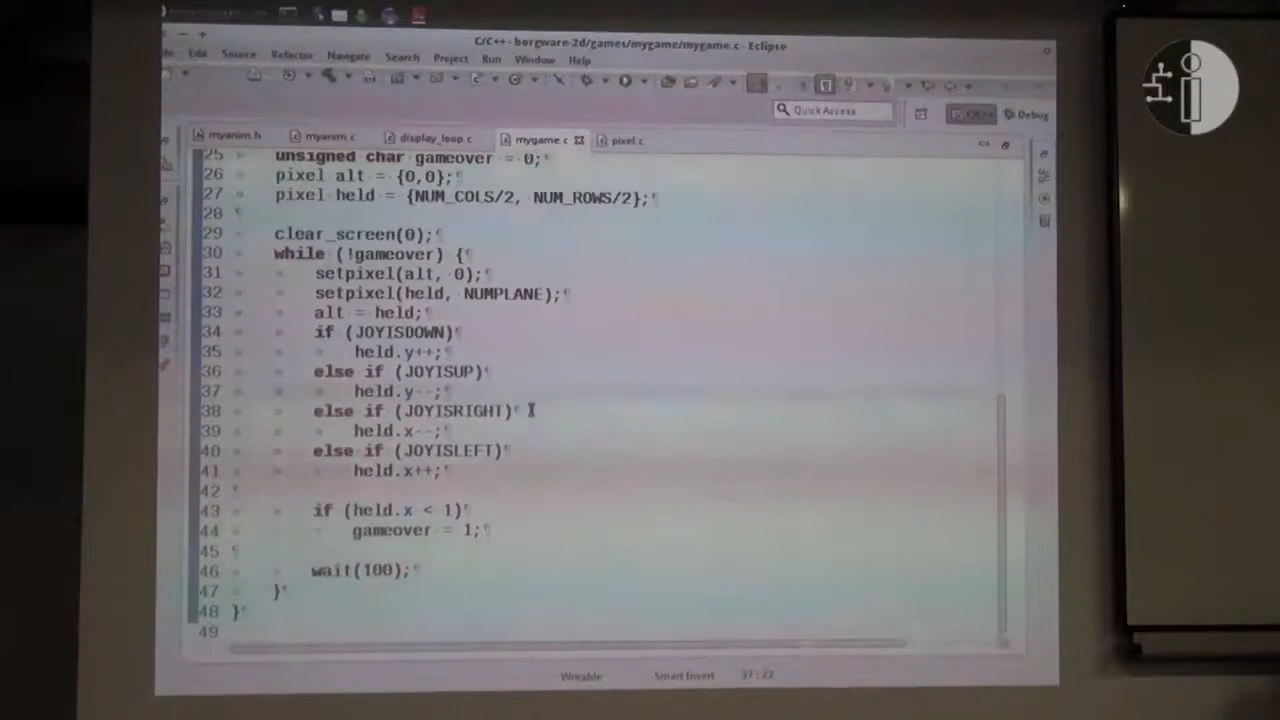 C/C++ - borgware-2d/games/mygame/mygame.c - Eclipse
Edit Source Refactor Navigate Search Project Run Window Help
Quick Access
Debug
myanim.h myanim.c display_loop.c mygame.c pixel.c
25 unsigned char gameover = 0;
26 pixel alt = {0,0};
27 pixel held = {NUM_COLS/2, NUM_ROWS/2};
28
29 clear_screen(0);
30 while (!gameover) {
31 setpixel(alt, 0);
32 setpixel(held, NUMPLANE);
33 alt = held;
34 if (JOYISDOWN)
35 held.y++;
36 else if (JOYISUP)
37 held.y--;
38 else if (JOYISRIGHT)
39 held.x--;
40 else if (JOYISLEFT)
41 held.x++;
42
43 if (held.x < 1)
44 gameover = 1;
45
46 wait(100);
47 }
48 }
49
Writable Smart Insert 37 : 22